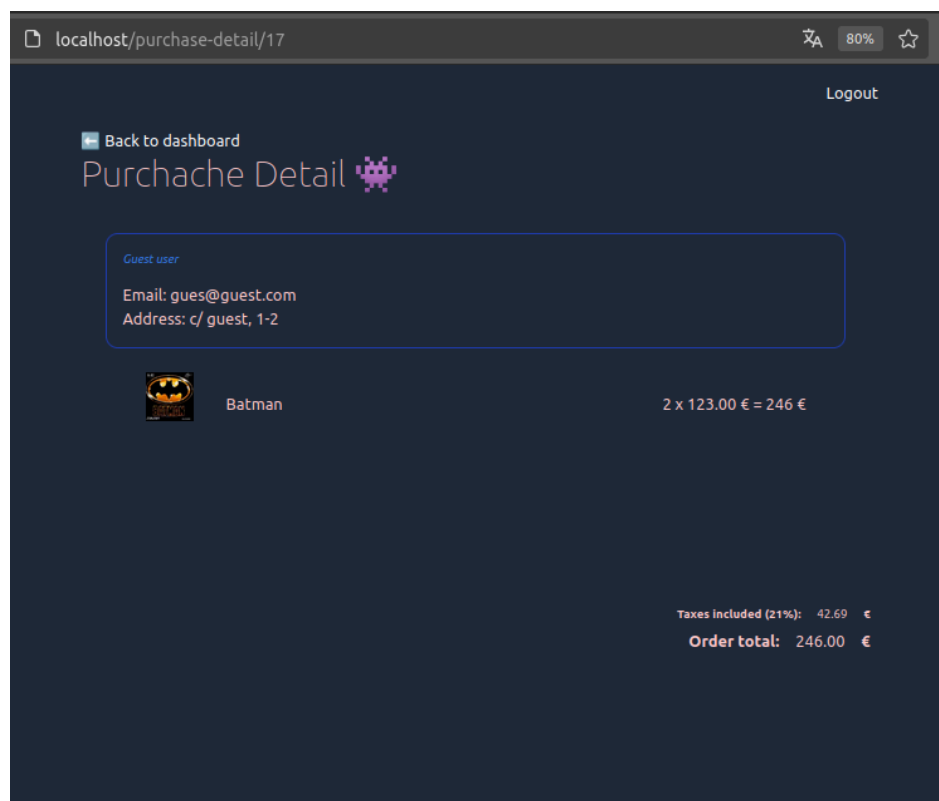 localhost/purchase-detail/17
80%
Logout
Back to dashboard
Purchache Detail
Guest user
Email: gues@guest.com
Address: c/ guest, 1-2
Batman
2 x 123.00 € = 246 €
Taxes included (21%): 42.69 €
Order total: 246.00 €